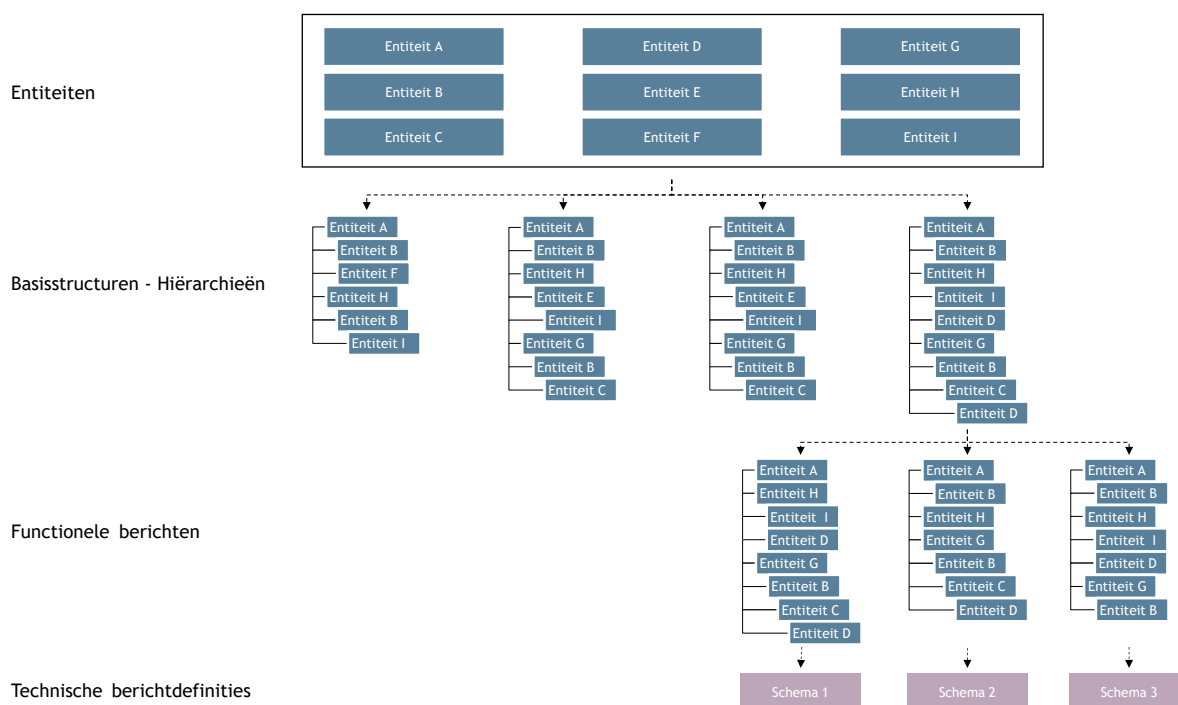 Entiteiten
Entiteit A
Entiteit D
Entiteit G
Entiteit B
Entiteit E
Entiteit H
Entiteit C
Entiteit F
Entiteit I
Basisstructuren - Hiërarchieën
Entiteit A
Entiteit B
Entiteit F
Entiteit H
Entiteit B
Entiteit I
Entiteit A
Entiteit B
Entiteit H
Entiteit E
Entiteit I
Entiteit G
Entiteit B
Entiteit C
Entiteit A
Entiteit B
Entiteit H
Entiteit E
Entiteit I
Entiteit G
Entiteit B
Entiteit C
Entiteit A
Entiteit B
Entiteit H
Entiteit I
Entiteit D
Entiteit G
Entiteit B
Entiteit C
Entiteit D
Functionele berichten
Entiteit A
Entiteit H
Entiteit I
Entiteit D
Entiteit G
Entiteit B
Entiteit C
Entiteit D
Entiteit A
Entiteit B
Entiteit H
Entiteit G
Entiteit B
Entiteit C
Entiteit D
Entiteit A
Entiteit B
Entiteit H
Entiteit I
Entiteit D
Entiteit G
Entiteit B
Technische berichtdefinities
Schema 1
Schema 2
Schema 3